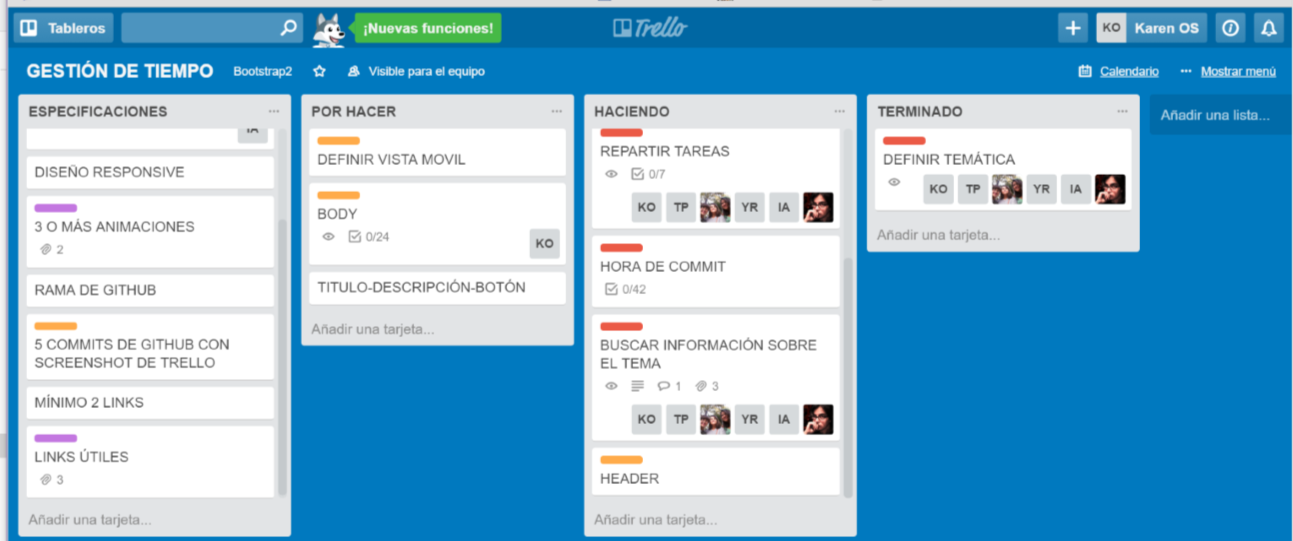 Tableros
¡Nuevas funciones!
Trello
KO Karen OS
GESTIÓN DE TIEMPO Bootstrap2 Visible para el equipo
Calendario ... Mostrar menú
ESPECIFICACIONES ...
IA
DISEÑO RESPONSIVE
3 O MÁS ANIMACIONES
2
RAMA DE GITHUB
5 COMMITS DE GITHUB CON
SCREENSHOT DE TRELLO
MÍNIMO 2 LINKS
LINKS ÚTILES
3
Añadir una tarjeta...
POR HACER ...
DEFINIR VISTA MOVIL
BODY
0/24
KO
TITULO-DESCRIPCIÓN-BOTÓN
Añadir una tarjeta...
HACIENDO ...
REPARTIR TAREAS
0/7
KO TP YR IA
HORA DE COMMIT
0/42
BUSCAR INFORMACIÓN SOBRE
EL TEMA
1 3
KO TP YR IA
HEADER
Añadir una tarjeta...
TERMINADO ...
DEFINIR TEMÁTICA
KO TP YR IA
Añadir una tarjeta...
Añadir una lista...